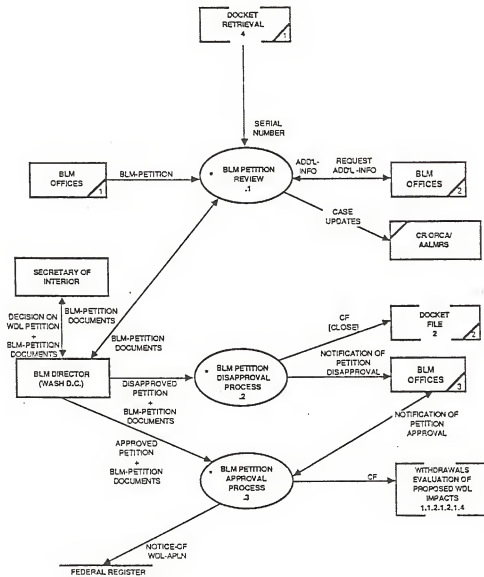 DOCKET
RETRIEVAL
4
1
SERIAL
NUMBER
BLM
OFFICES
1
BLM-PETITION
* BLM PETITION
REVIEW
.1
ADD'L-
INFO
REQUEST
ADD'L-INFO
BLM
OFFICES
2
CASE
UPDATES
CR ORCA/
AALMRS
SECRETARY OF
INTERIOR
DECISION ON
WDL PETITION
+
BLM-PETITION
DOCUMENTS
BLM-PETITION
DOCUMENTS
BLM-PETITION
DOCUMENTS
BLM DIRECTOR
(WASH D.C.)
DISAPPROVED
PETITION
+
BLM-PETITION
DOCUMENTS
* BLM PETITION
DISAPPROVAL
PROCESS
.2
CF
[CLOSE]
DOCKET
FILE
2
2
NOTIFICATION OF
PETITION
DISAPPROVAL
BLM
OFFICES
3
APPROVED
PETITION
+
BLM-PETITION
DOCUMENTS
NOTIFICATION OF
PETITION
APPROVAL
* BLM PETITION
APPROVAL
PROCESS
.3
CF
WITHDRAWALS
EVALUATION OF
PROPOSED WDL
IMPACTS
1.1.2.1.2.1.4
NOTICE-OF
WDL-APLN
FEDERAL REGISTER